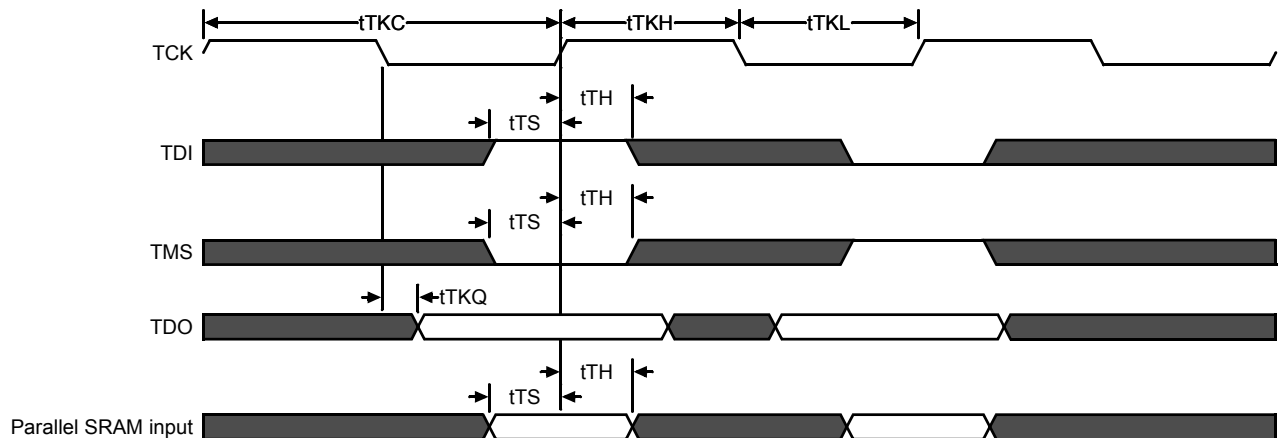 tTKC
tTKH
tTKL
TCK
tTH
tTS
TDI
tTH
tTS
TMS
tTKQ
TDO
tTH
tTS
Parallel SRAM input